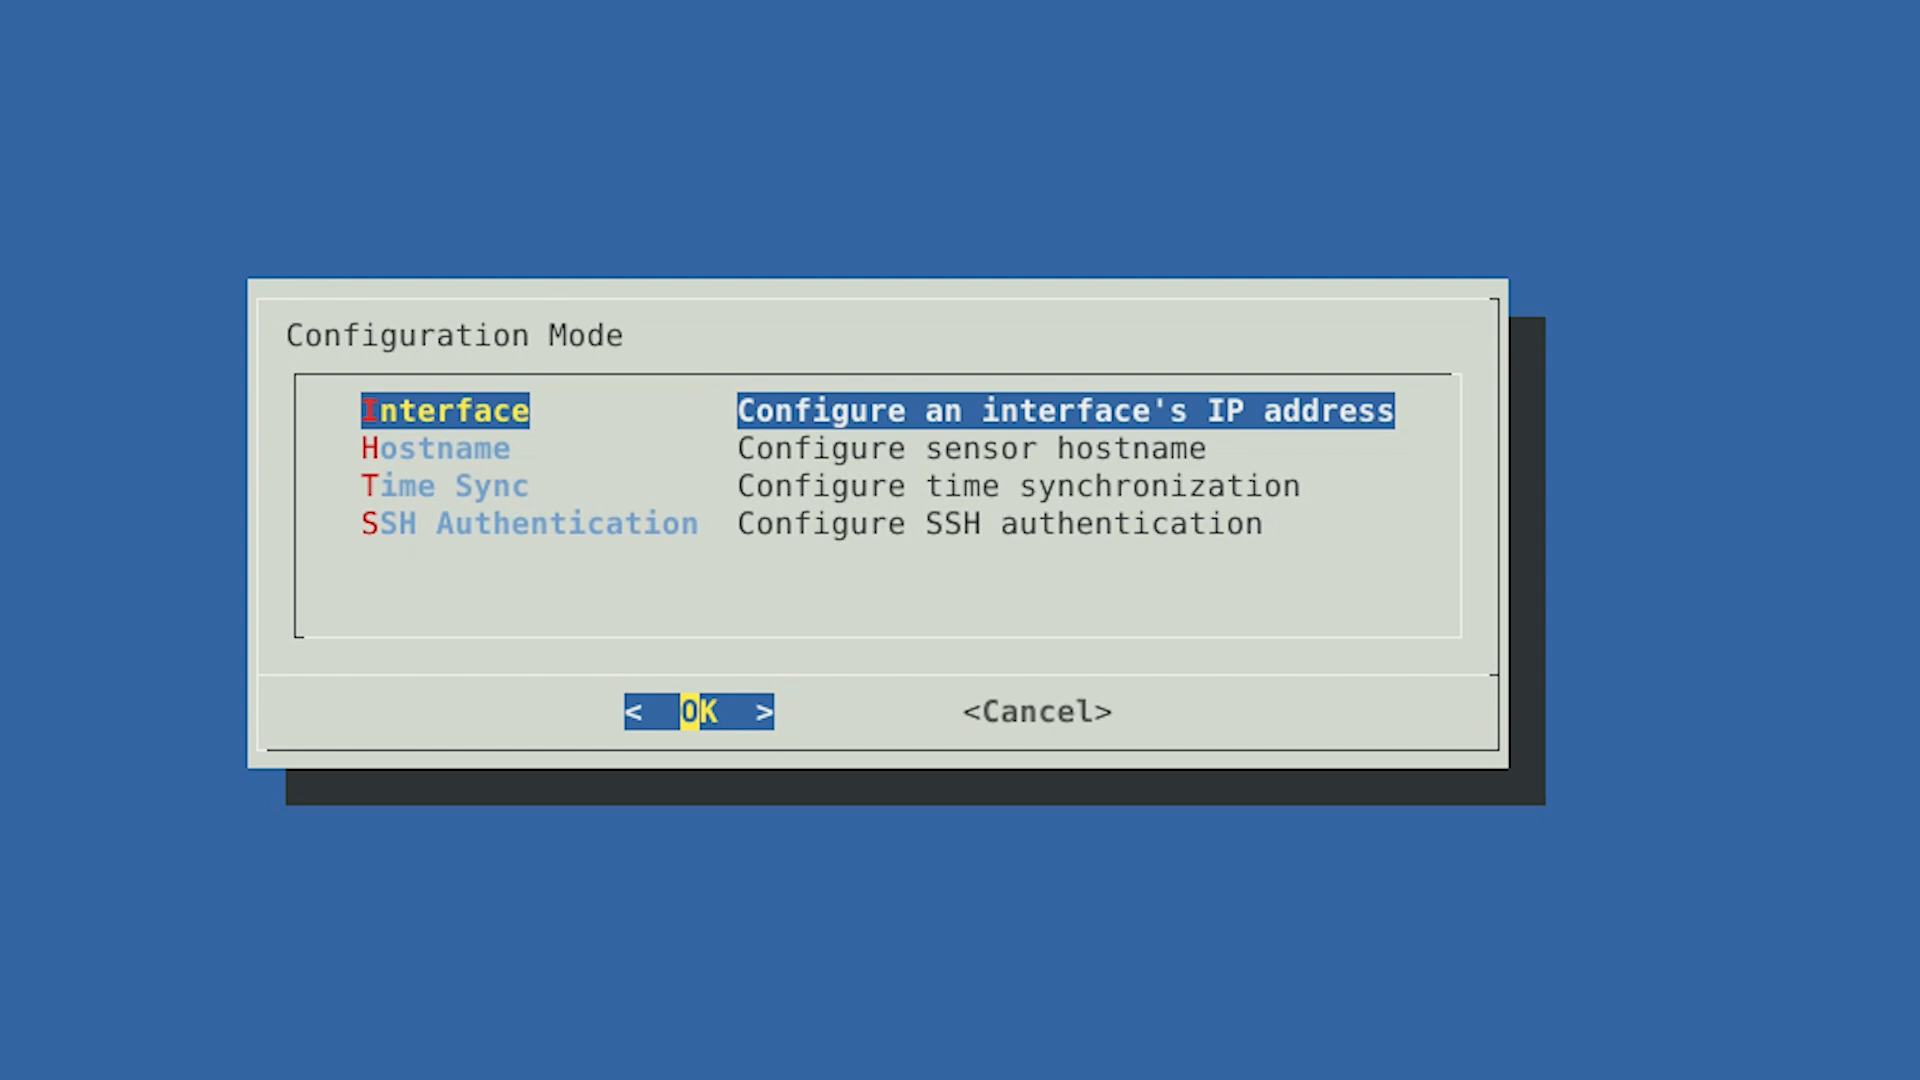 Configuration Mode
Interface Configure an interface's IP address
Hostname Configure sensor hostname
Time Sync Configure time synchronization
SSH Authentication Configure SSH authentication
< OK > <Cancel>